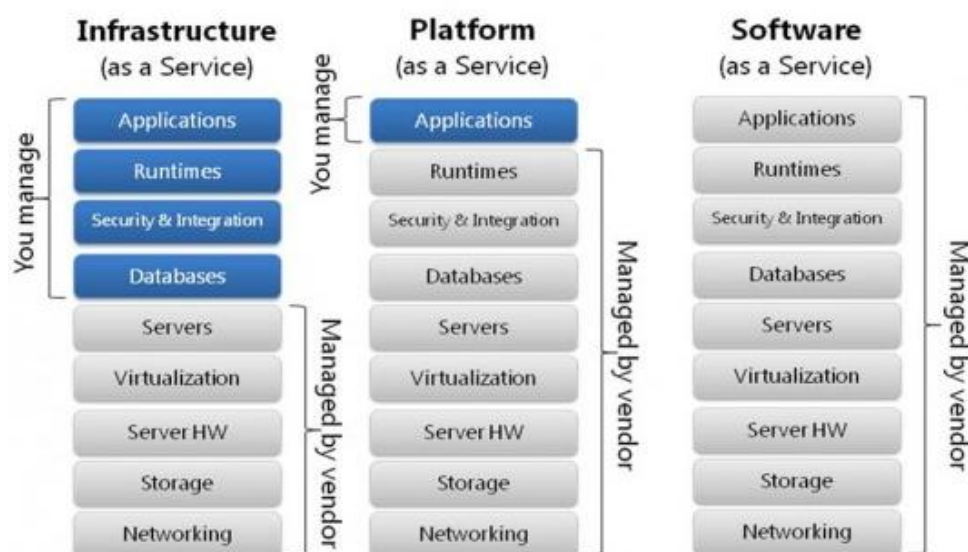 Infrastructure
(as a Service)
You manage
Applications
Runtimes
Security & Integration
Databases
Servers
Virtualization
Server HW
Storage
Networking
Managed by vendor
Platform
(as a Service)
You manage
Applications
Runtimes
Security & Integration
Databases
Servers
Virtualization
Server HW
Storage
Networking
Managed by vendor
Software
(as a Service)
Applications
Runtimes
Security & Integration
Databases
Servers
Virtualization
Server HW
Storage
Networking
Managed by vendor